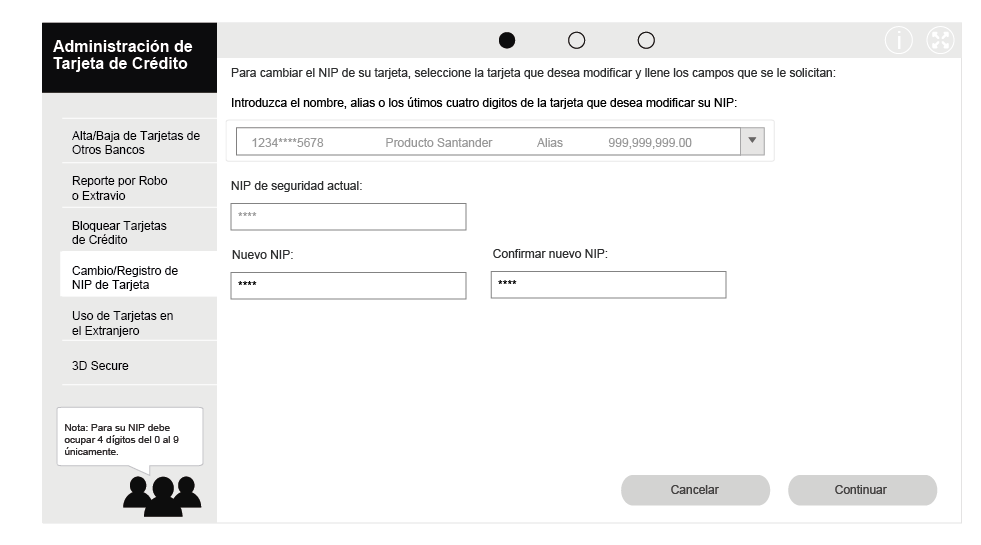 Administración de
Tarjeta de Crédito
Para cambiar el NIP de su tarjeta, seleccione la tarjeta que desea modificar y llene los campos que se le solicitan:
Introduzca el nombre, alias o los útimos cuatro digitos de la tarjeta que desea modificar su NIP:
1234****5678 Producto Santander Alias 999,999,999.00
Alta/Baja de Tarjetas de
Otros Bancos
Reporte por Robo
o Extravio
Bloquear Tarjetas
de Crédito
Cambio/Registro de
NIP de Tarjeta
Uso de Tarjetas en
el Extranjero
3D Secure
NIP de seguridad actual:
****
Nuevo NIP: Confirmar nuevo NIP:
**** ****
Nota: Para su NIP debe
ocupar 4 dígitos del 0 al 9
únicamente.
Cancelar Continuar